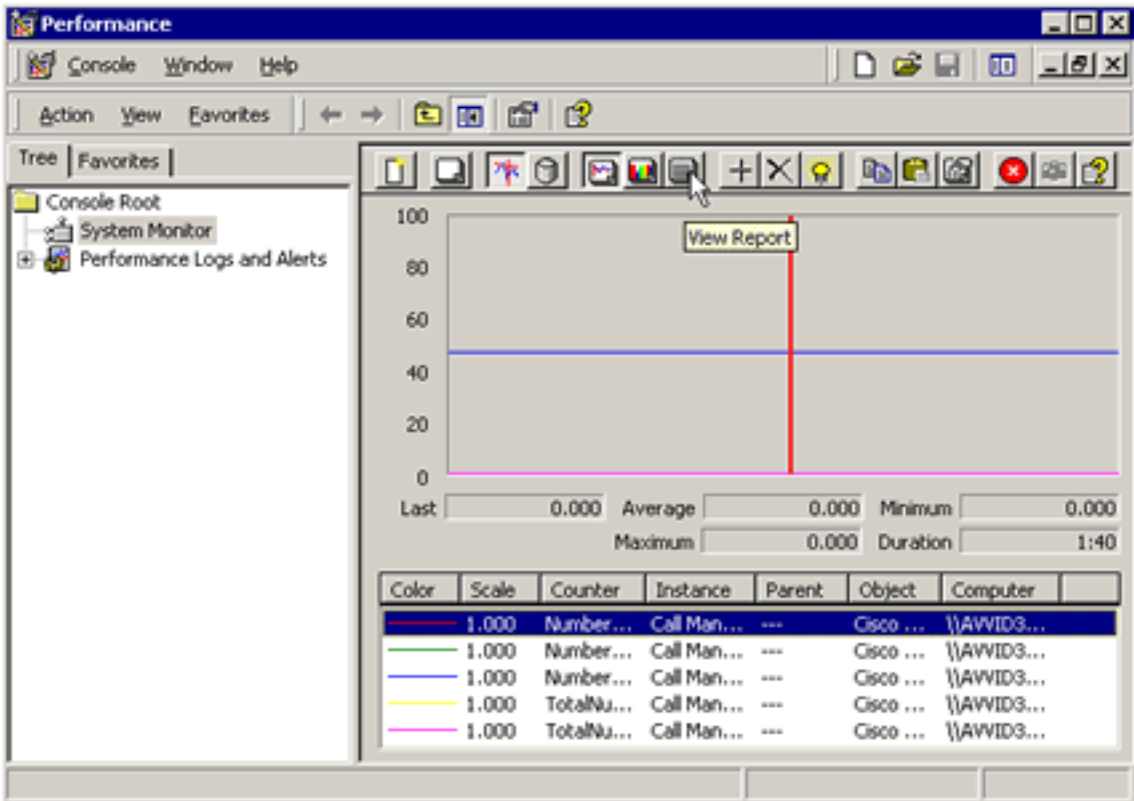 Performance
Console Window Help
Action View Favorites
Tree Favorites
Console Root
System Monitor
Performance Logs and Alerts
View Report
100
80
60
40
20
0
Last 0.000 Average 0.000 Minimum 0.000
Maximum 0.000 Duration 1:40
Color Scale Counter Instance Parent Object Computer
1.000 Number... Call Man... --- Cisco ... \\AVVID3...
1.000 Number... Call Man... --- Cisco ... \\AVVID3...
1.000 Number... Call Man... --- Cisco ... \\AVVID3...
1.000 TotalNu... Call Man... --- Cisco ... \\AVVID3...
1.000 TotalNu... Call Man... --- Cisco ... \\AVVID3...